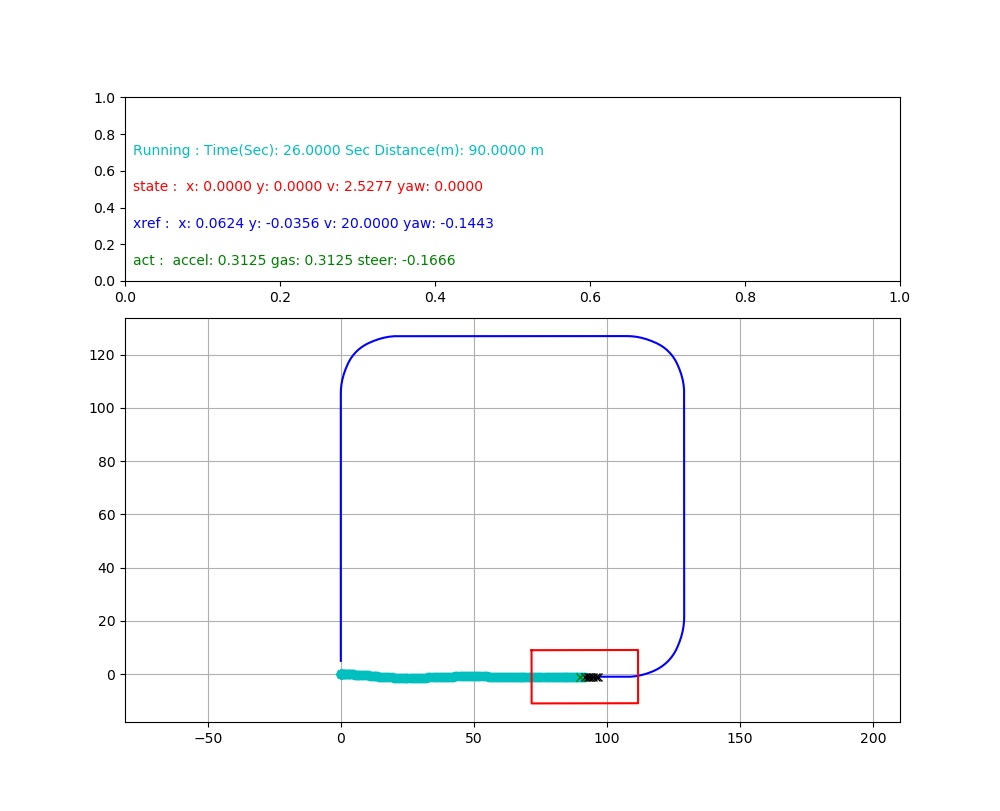 1.0
0.8
Running : Time(Sec): 26.0000 Sec Distance(m): 90.0000 m
0.6
state :  x: 0.0000 y: 0.0000 v: 2.5277 yaw: 0.0000
0.4
xref :  x: 0.0624 y: -0.0356 v: 20.0000 yaw: -0.1443
0.2
act :  accel: 0.3125 gas: 0.3125 steer: -0.1666
0.0
0.0 0.2 0.4 0.6 0.8 1.0
120
100
80
60
40
20
0
−50 0 50 100 150 200